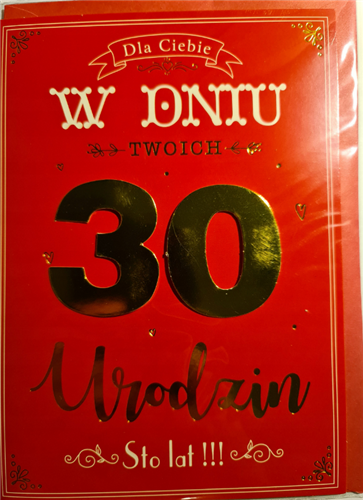 Dla Ciebie
W DNIU
TWOICH
30
Urodzin
Sto lat !!!